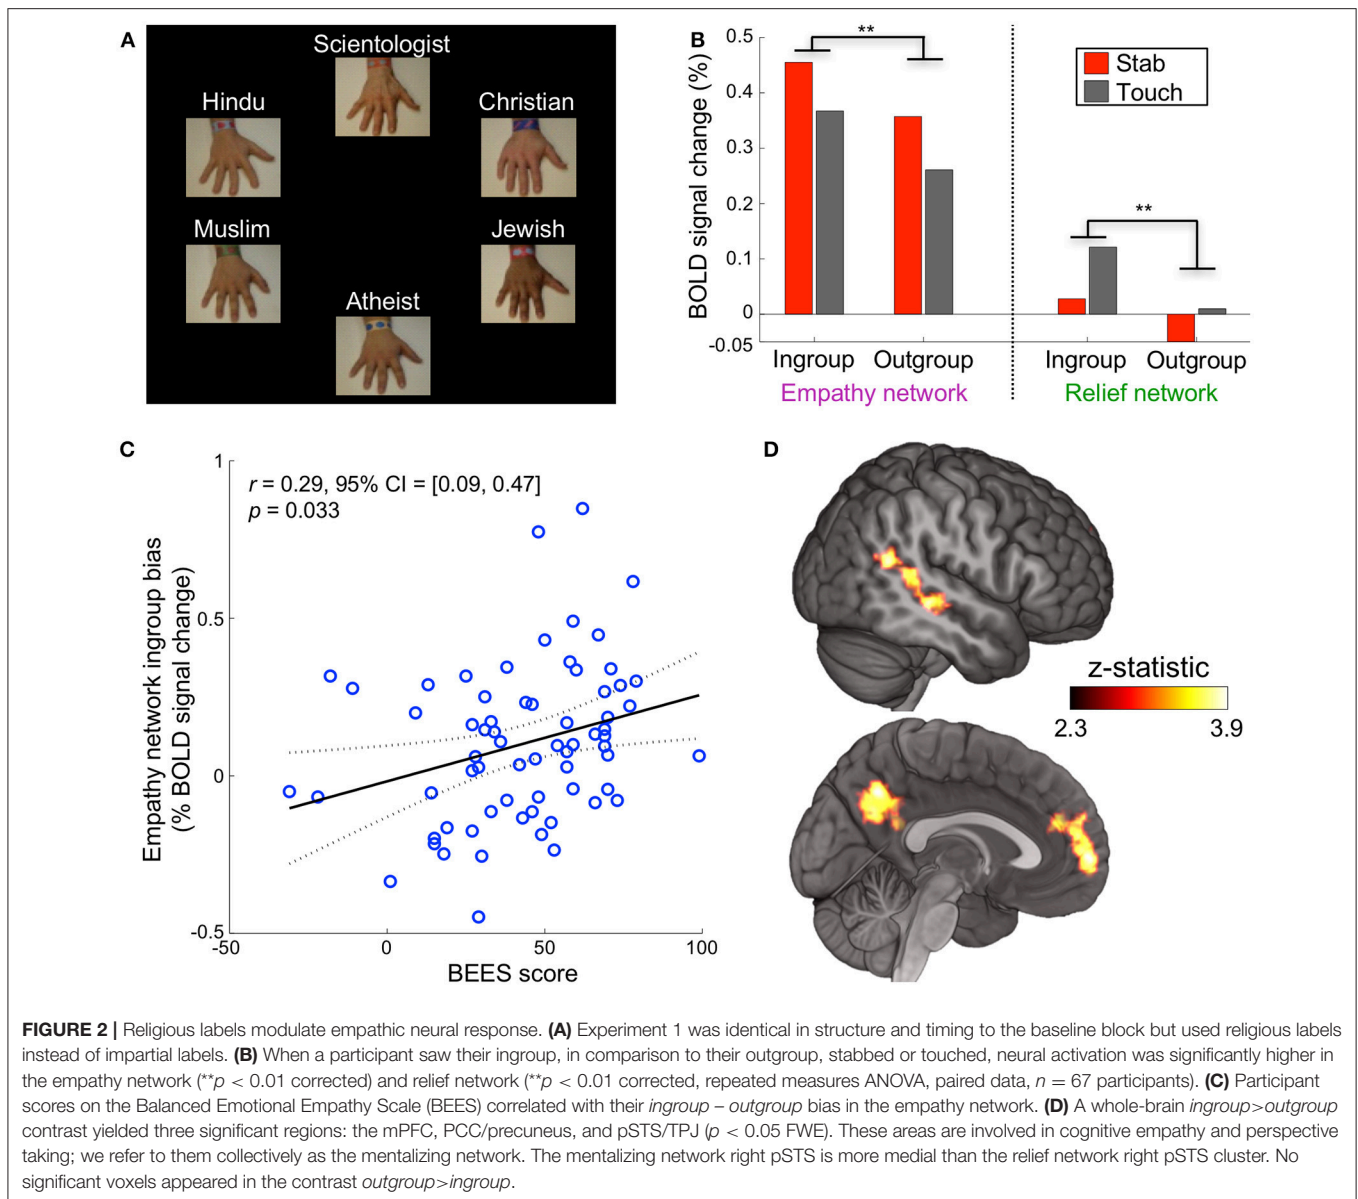 A
Scientologist
Hindu
Christian
Muslim
Jewish
Atheist
B
BOLD signal change (%)
0.5
0.4
0.3
0.2
0.1
0
-0.05
**
**
Stab
Touch
Ingroup
Outgroup
Ingroup
Outgroup
Empathy network
Relief network
C
Empathy network ingroup bias
(% BOLD signal change)
1
0.5
0
-0.5
r = 0.29, 95% CI = [0.09, 0.47]
p = 0.033
-50
0
50
100
BEES score
D
z-statistic
2.3
3.9
FIGURE 2 | Religious labels modulate empathic neural response. (A) Experiment 1 was identical in structure and timing to the baseline block but used religious labels
instead of impartial labels. (B) When a participant saw their ingroup, in comparison to their outgroup, stabbed or touched, neural activation was significantly higher in
the empathy network (**p < 0.01 corrected) and relief network (**p < 0.01 corrected, repeated measures ANOVA, paired data, n = 67 participants). (C) Participant
scores on the Balanced Emotional Empathy Scale (BEES) correlated with their ingroup – outgroup bias in the empathy network. (D) A whole-brain ingroup>outgroup
contrast yielded three significant regions: the mPFC, PCC/precuneus, and pSTS/TPJ (p < 0.05 FWE). These areas are involved in cognitive empathy and perspective
taking; we refer to them collectively as the mentalizing network. The mentalizing network right pSTS is more medial than the relief network right pSTS cluster. No
significant voxels appeared in the contrast outgroup>ingroup.